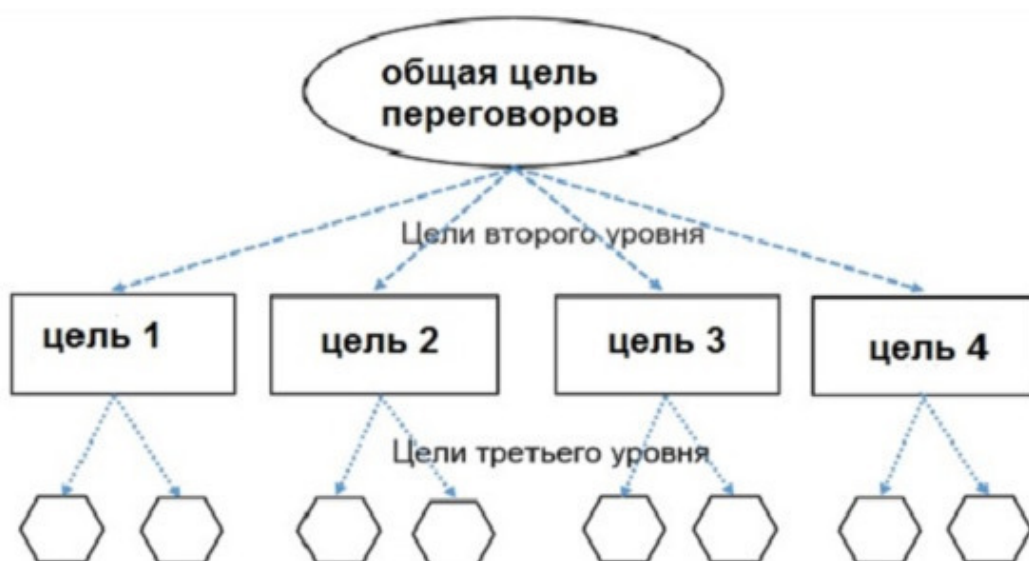 общая цель
переговоров
Цели второго уровня
цель 1
цель 2
цель 3
цель 4
Цели третьего уровня